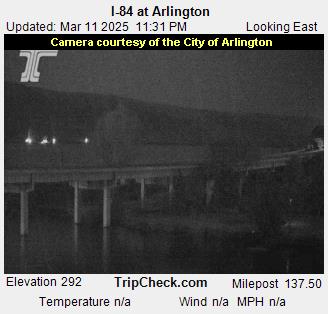 I-84 at Arlington
Updated: Mar 11 2025 11:31 PM Looking East
Camera courtesy of the City of Arlington
Elevation 292 TripCheck.com Milepost 137.50
Temperature n/a Wind n/a MPH n/a